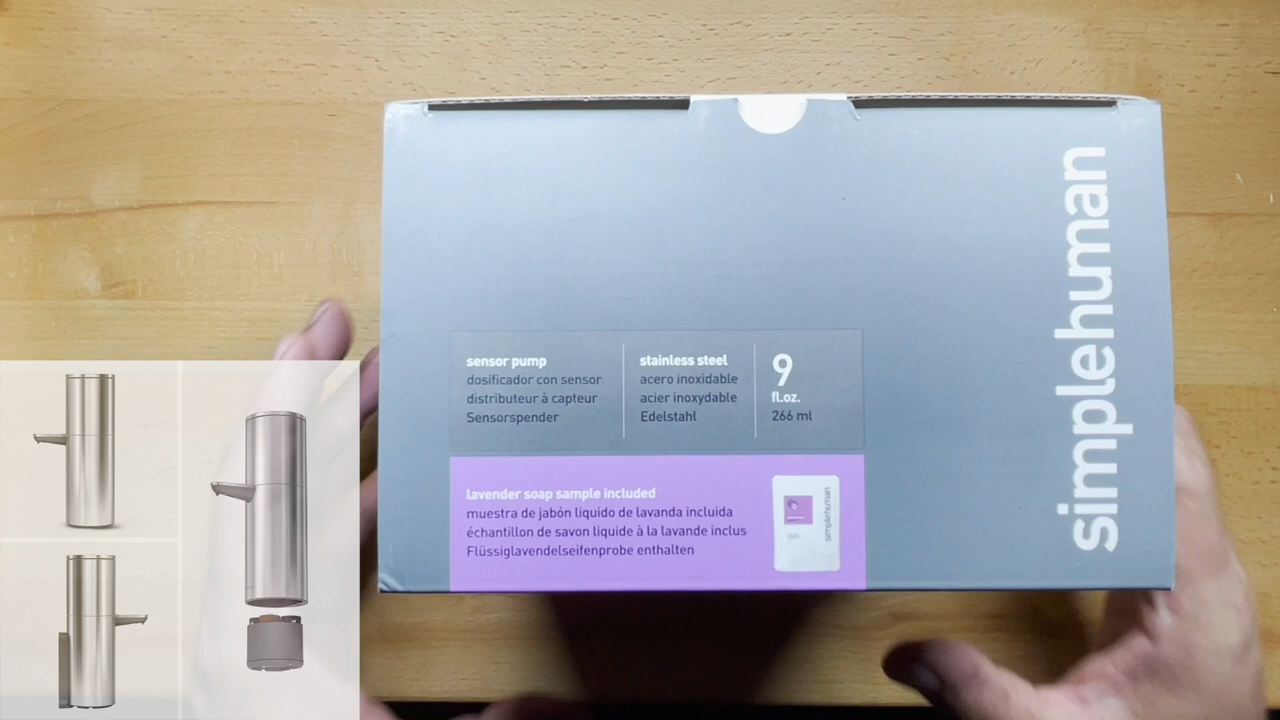 sensor pump
dosificador con sensor
distributeur à capteur
Sensorspender
stainless steel
acero inoxidable
acier inoxydable
Edelstahl
9
fl.oz.
266 ml
lavender soap sample included
muestra de jabón liquido de lavanda incluida
échantillon de savon liquide à la lavande inclus
Flüssiglavendelseifenprobe enthalten
simplehuman
simplehuman